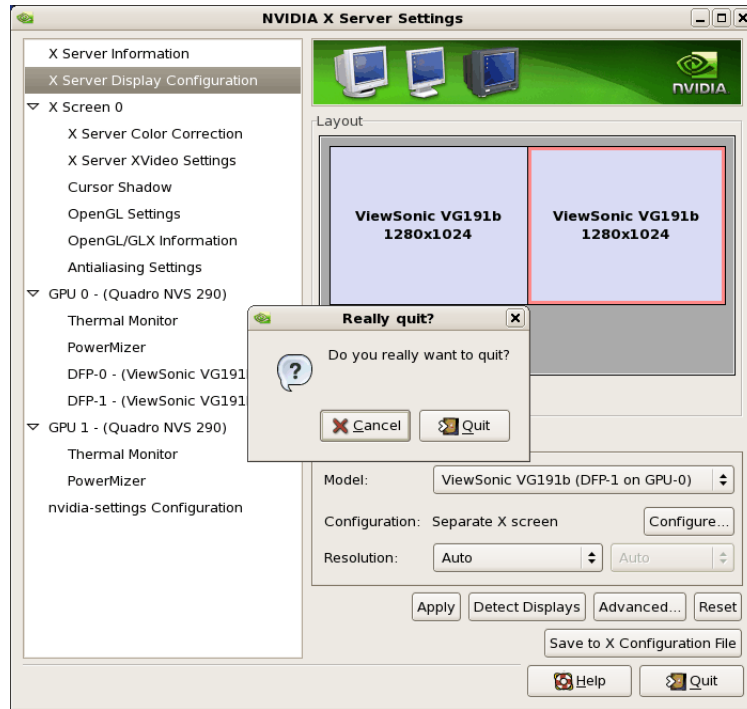 NVIDIA X Server Settings
X Server Information
X Server Display Configuration
X Screen 0
X Server Color Correction
X Server XVideo Settings
Cursor Shadow
OpenGL Settings
OpenGL/GLX Information
Antialiasing Settings
GPU 0 - (Quadro NVS 290)
Thermal Monitor
PowerMizer
DFP-0 - (ViewSonic VG191
DFP-1 - (ViewSonic VG191
GPU 1 - (Quadro NVS 290)
Thermal Monitor
PowerMizer
nvidia-settings Configuration
NVIDIA
Layout
ViewSonic VG191b
1280x1024
ViewSonic VG191b
1280x1024
Really quit?
Do you really want to quit?
Cancel
Quit
Model:
ViewSonic VG191b (DFP-1 on GPU-0)
Configuration:
Separate X screen
Configure...
Resolution:
Auto
Auto
Apply
Detect Displays
Advanced...
Reset
Save to X Configuration File
Help
Quit